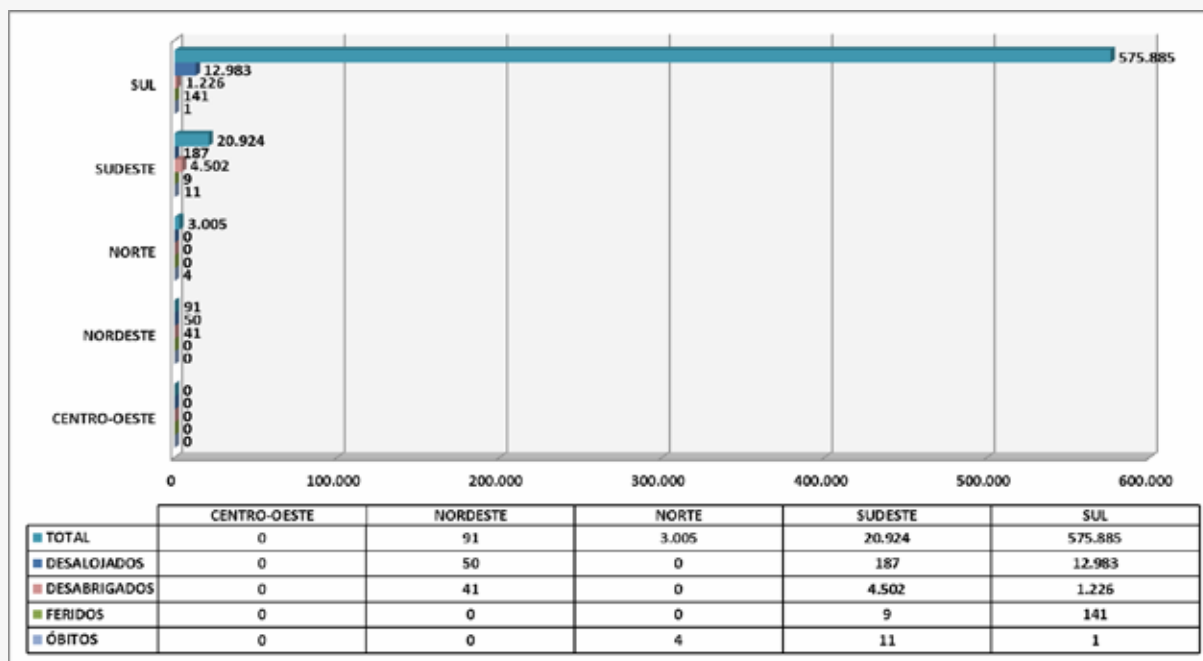 SUL
575.885
12.983
1.226
141
1
SUDESTE
20.924
187
4.502
9
11
NORTE
3.005
0
0
0
4
NORDESTE
91
50
41
0
0
CENTRO-OESTE
0
0
0
0
0
0 100.000 200.000 300.000 400.000 500.000 600.000
CENTRO-OESTE NORDESTE NORTE SUDESTE SUL
TOTAL 0 91 3.005 20.924 575.885
DESALOJADOS 0 50 0 187 12.983
DESABRIGADOS 0 41 0 4.502 1.226
FERIDOS 0 0 0 9 141
ÓBITOS 0 0 4 11 1